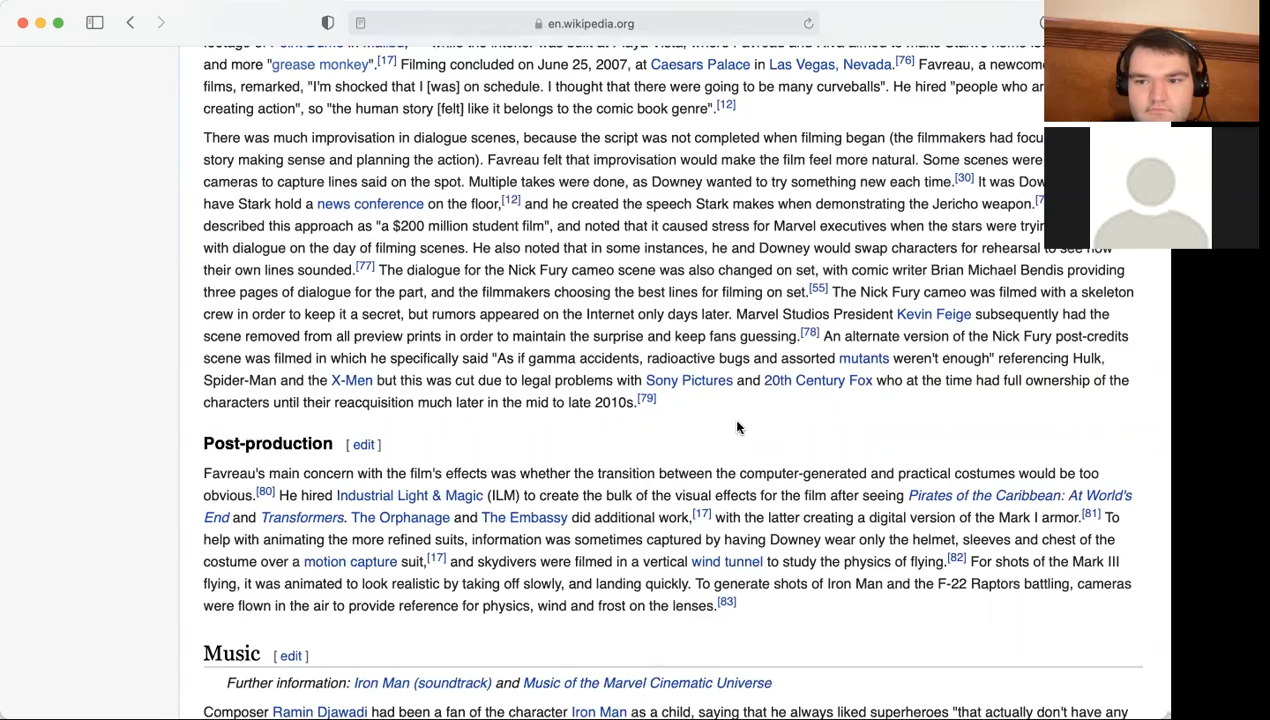 en.wikipedia.org
footage of Point Dume in Malibu, while the interior was built at Playa Vista, where Favreau and Riva aimed to make Stark's home
and more "grease monkey".[17] Filming concluded on June 25, 2007, at Caesars Palace in Las Vegas, Nevada.[76] Favreau, a
films, remarked, "I'm shocked that I [was] on schedule. I thought that there were going to be many curveballs". He hired "people who
creating action", so "the human story [felt] like it belongs to the comic book genre".[12]
There was much improvisation in dialogue scenes, because the script was not completed when filming began (the filmmakers had
story making sense and planning the action). Favreau felt that improvisation would make the film feel more natural. Some scenes were
cameras to capture lines said on the spot. Multiple takes were done, as Downey wanted to try something new each time.[30] It was
have Stark hold a news conference on the floor,[12] and he created the speech Stark makes when demonstrating the Jericho weapon.
described this approach as "a $200 million student film", and noted that it caused stress for Marvel executives when the stars were
with dialogue on the day of filming scenes. He also noted that in some instances, he and Downey would swap characters for rehearsal to see how
their own lines sounded.[77] The dialogue for the Nick Fury cameo scene was also changed on set, with comic writer Brian Michael Bendis providing
three pages of dialogue for the part, and the filmmakers choosing the best lines for filming on set.[55] The Nick Fury cameo was filmed with a skeleton
crew in order to keep it a secret, but rumors appeared on the Internet only days later. Marvel Studios President Kevin Feige subsequently had the
scene removed from all preview prints in order to maintain the surprise and keep fans guessing.[78] An alternate version of the Nick Fury post-credits
scene was filmed in which he specifically said "As if gamma accidents, radioactive bugs and assorted mutants weren't enough" referencing Hulk,
Spider-Man and the X-Men but this was cut due to legal problems with Sony Pictures and 20th Century Fox who at the time had full ownership of the
characters until their reacquisition much later in the mid to late 2010s.[79]
Post-production [ edit ]
Favreau's main concern with the film's effects was whether the transition between the computer-generated and practical costumes would be too
obvious.[80] He hired Industrial Light & Magic (ILM) to create the bulk of the visual effects for the film after seeing Pirates of the Caribbean: At World's
End and Transformers. The Orphanage and The Embassy did additional work,[17] with the latter creating a digital version of the Mark I armor.[81] To
help with animating the more refined suits, information was sometimes captured by having Downey wear only the helmet, sleeves and chest of the
costume over a motion capture suit,[17] and skydivers were filmed in a vertical wind tunnel to study the physics of flying.[82] For shots of the Mark III
flying, it was animated to look realistic by taking off slowly, and landing quickly. To generate shots of Iron Man and the F-22 Raptors battling, cameras
were flown in the air to provide reference for physics, wind and frost on the lenses.[83]
Music [ edit ]
Further information: Iron Man (soundtrack) and Music of the Marvel Cinematic Universe
Composer Ramin Djawadi had been a fan of the character Iron Man as a child, saying that he always liked superheroes "that actually don't have any